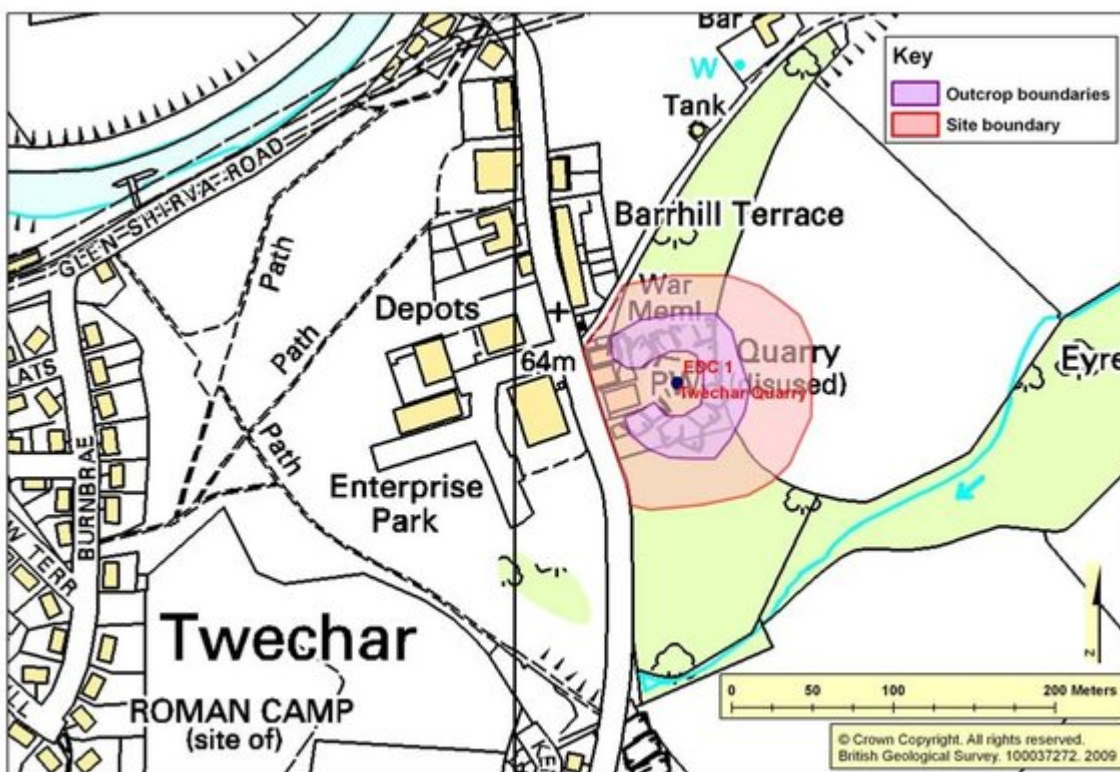 Bar
W
Tank
Key
Outcrop boundaries
Site boundary
GLEN SHIRVA ROAD
Path
Barrhill Terrace
War
Meml
Depots
Path
64m
Quarry
(disused)
EDC 1
Twechar Quarry
Eyre
LATS
Path
BURNBRAE
Enterprise
Park
W TERR
Twechar
ROMAN CAMP
(site of)
N
0 50 100 200 Meters
© Crown Copyright. All rights reserved.
British Geological Survey. 100037272. 2009